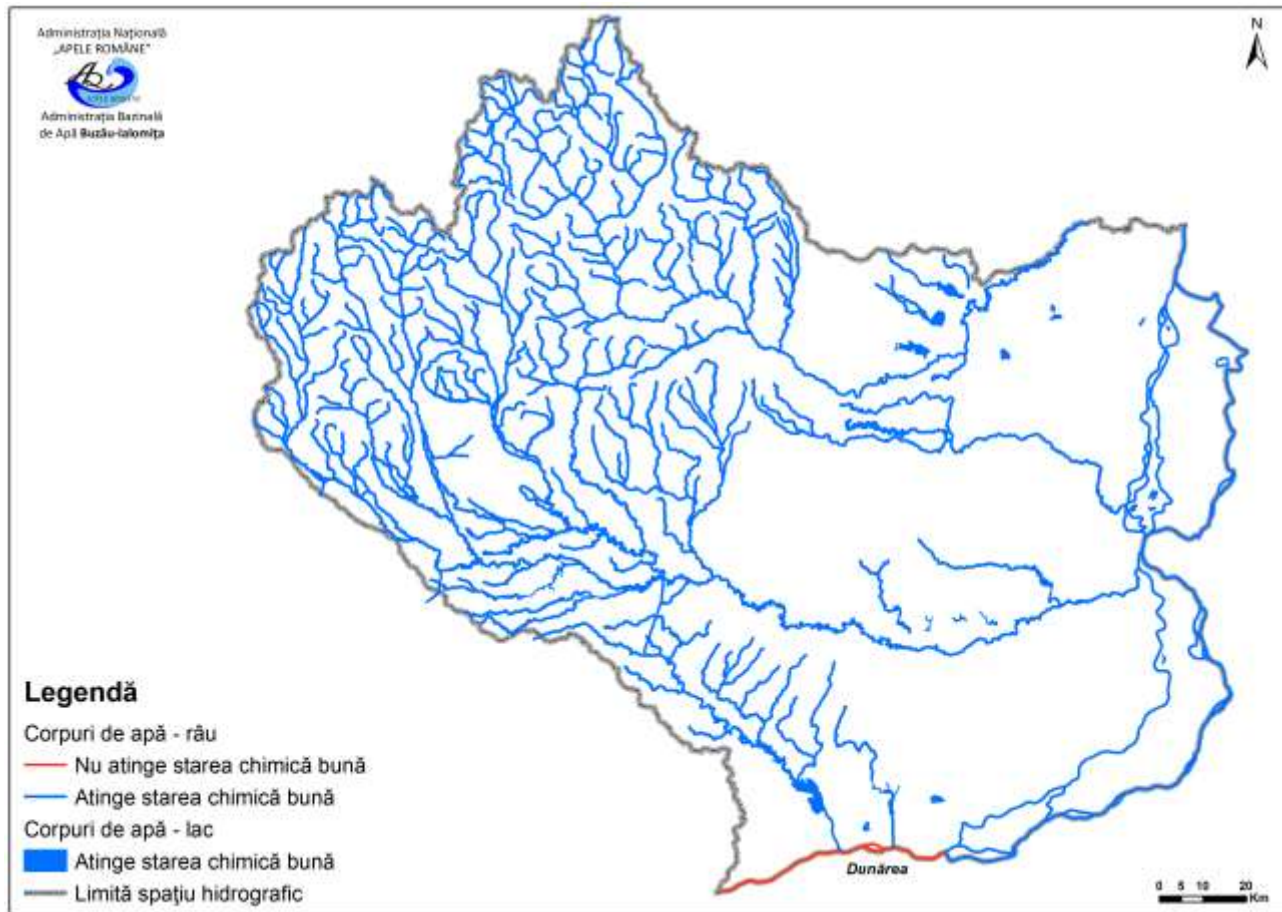 Administrația Națională
„APELE ROMÂNE”
Administrația Bazinală
de Apă Buzău-Ialomița
N
Legendă
Corpuri de apă - râu
Nu atinge starea chimică bună
Atinge starea chimică bună
Corpuri de apă - lac
Atinge starea chimică bună
Limită spațiu hidrografic
Dunărea
0 5 10 20
Km